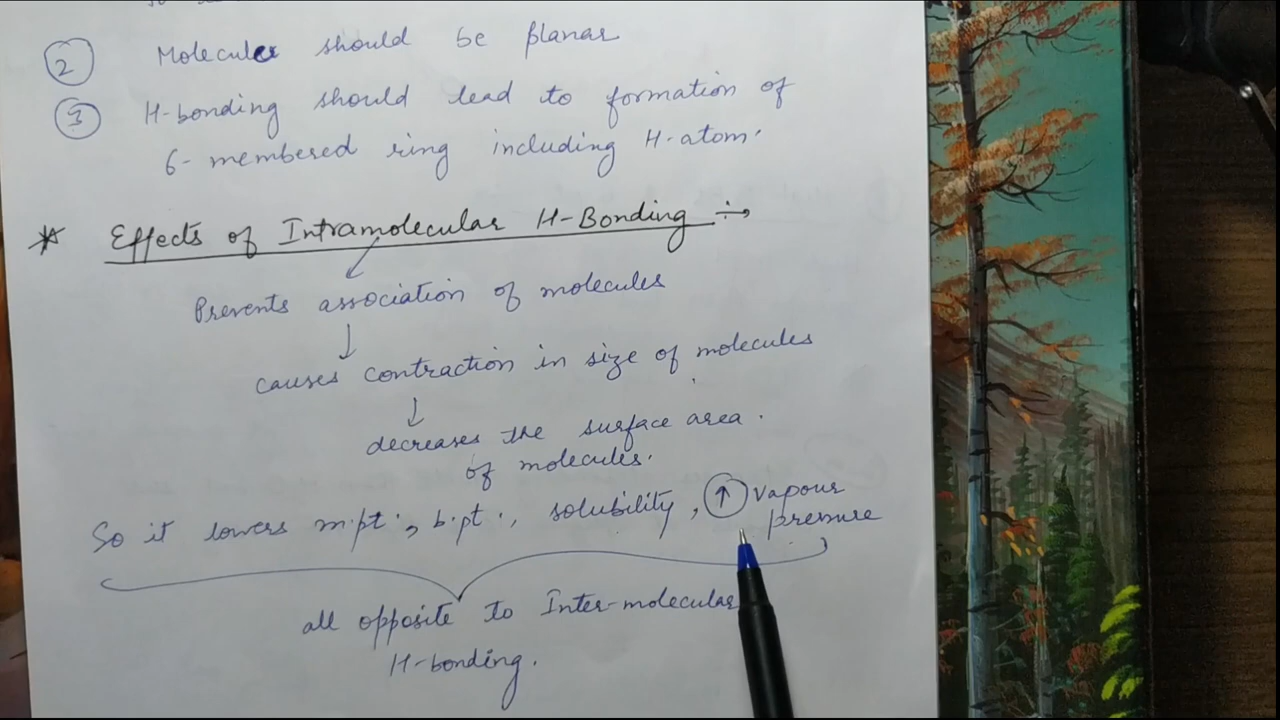 ② Molecules should be planar
③ H-bonding should lead to formation of
6-membered ring including H-atom.
* Effects of Intramolecular H-Bonding ÷→
Prevents association of molecules
↓
causes contraction in size of molecules
↓
decreases the surface area.
of molecules.
So it lowers m.pt., b.pt., solubility, ↑ vapour
pressure
all opposite to Inter-molecular
H-bonding.